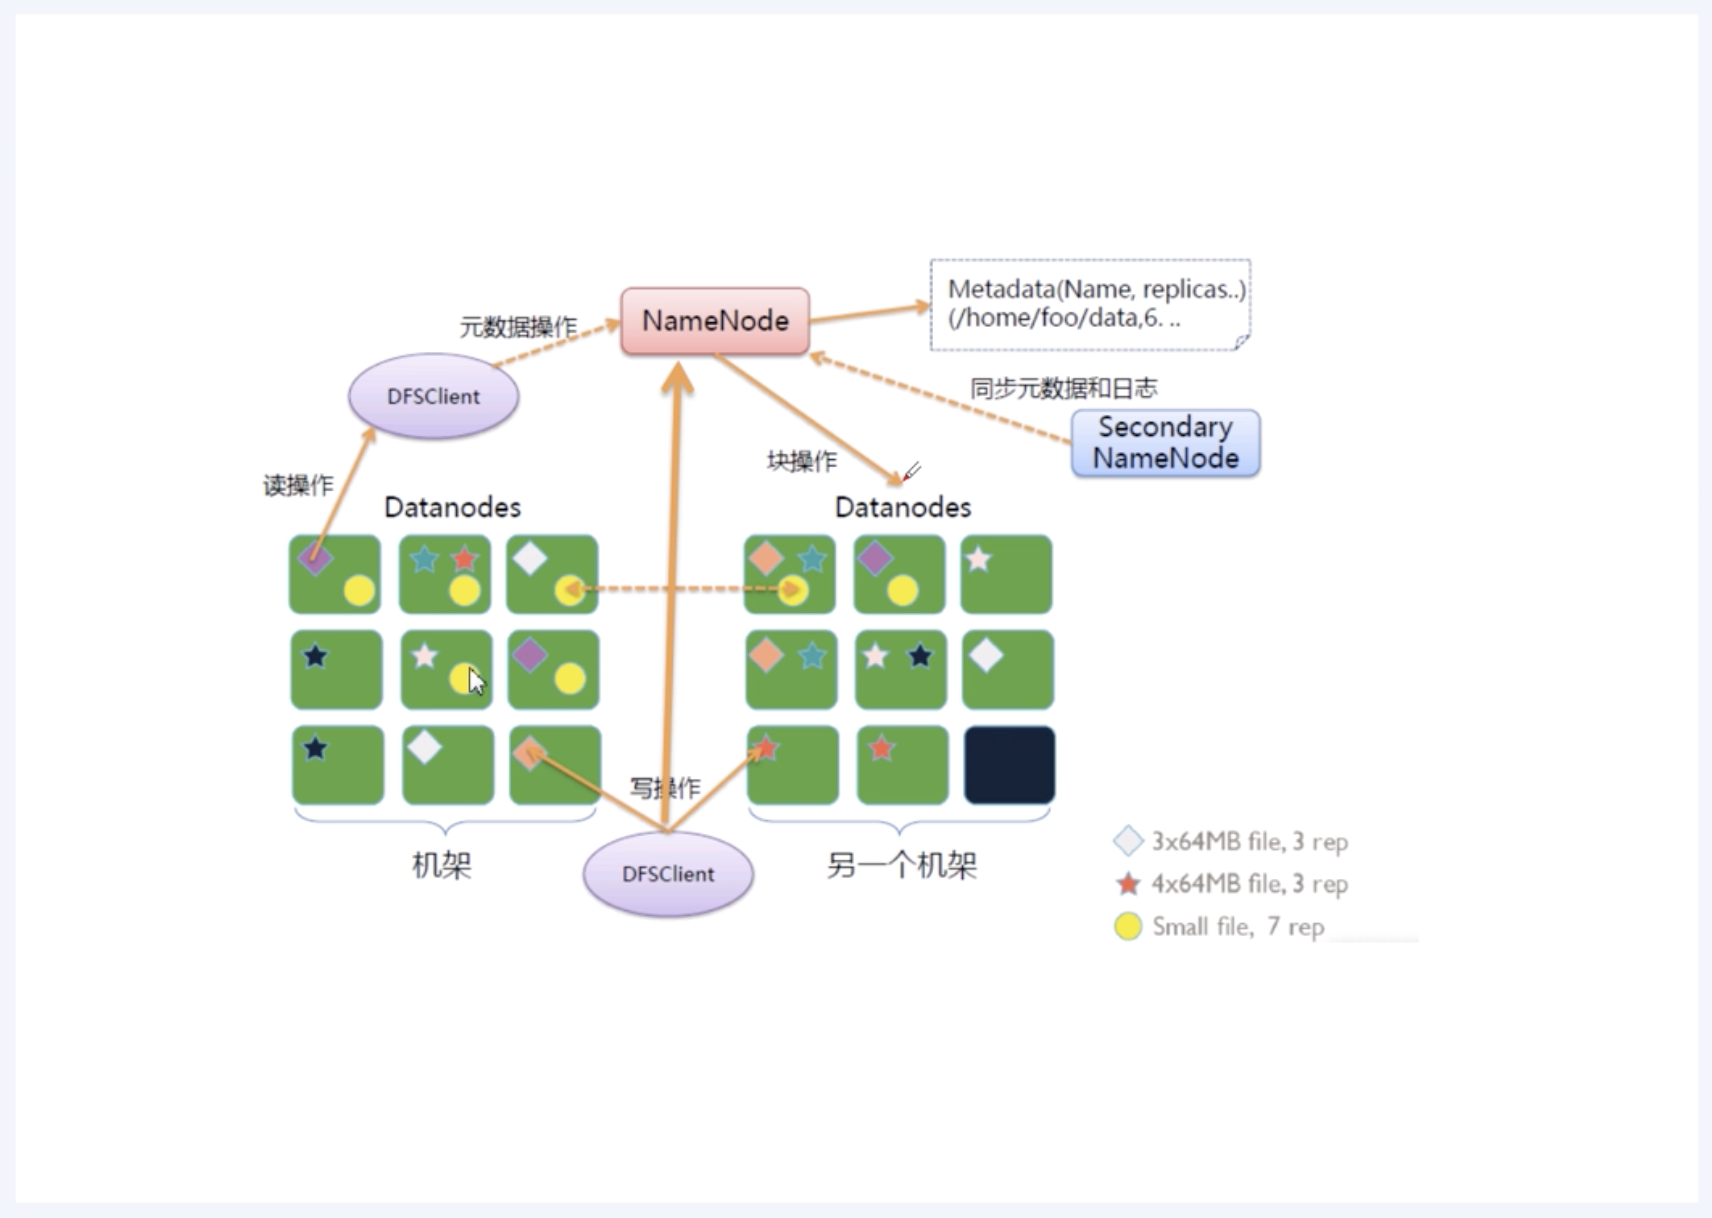 Metadata(Name, replicas..)
(/home/foo/data,6. ..
NameNode
元数据操作
同步元数据和日志
DFSClient
Secondary
NameNode
块操作
读操作
Datanodes
Datanodes
写操作
机架
另一个机架
DFSClient
3x64MB file, 3 rep
4x64MB file, 3 rep
Small file, 7 rep